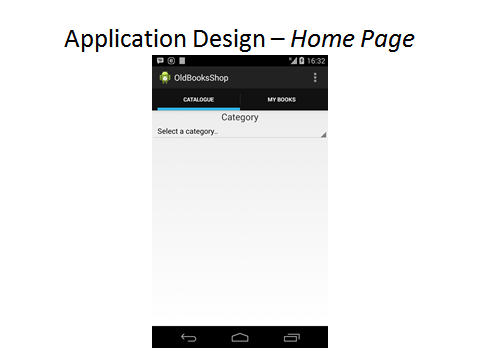 Application Design – Home Page
16:32
OldBooksShop
CATALOGUE MY BOOKS
Category
Select a category..